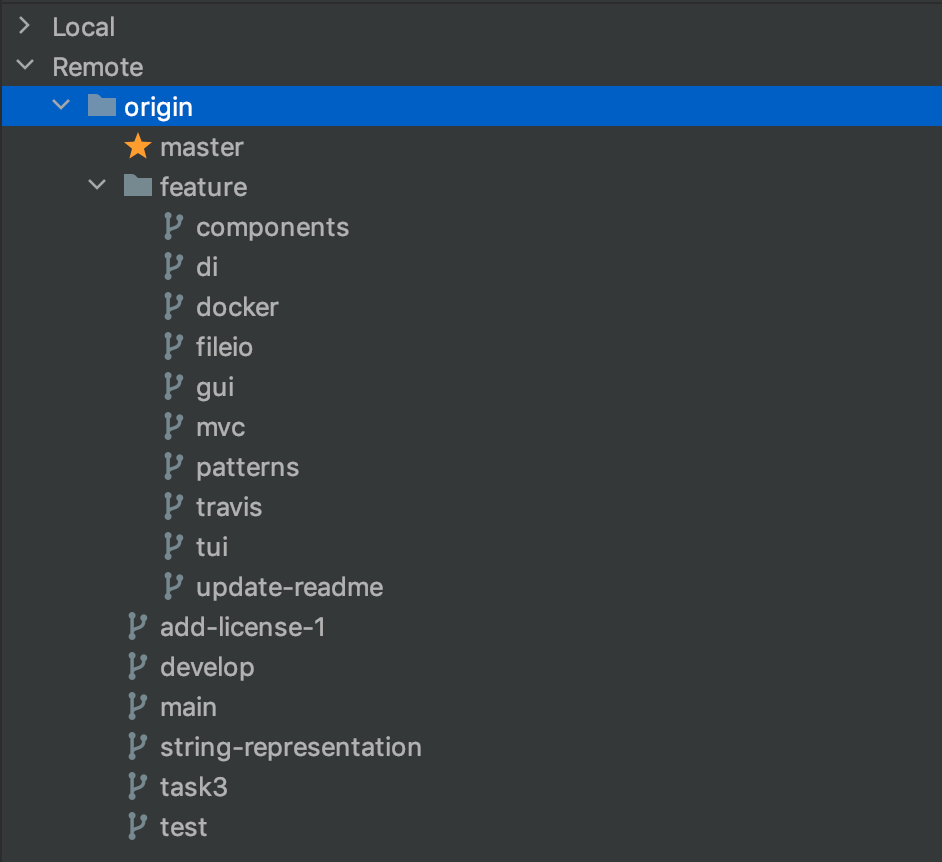 Local
Remote
origin
master
feature
components
di
docker
fileio
gui
mvc
patterns
travis
tui
update-readme
add-license-1
develop
main
string-representation
task3
test